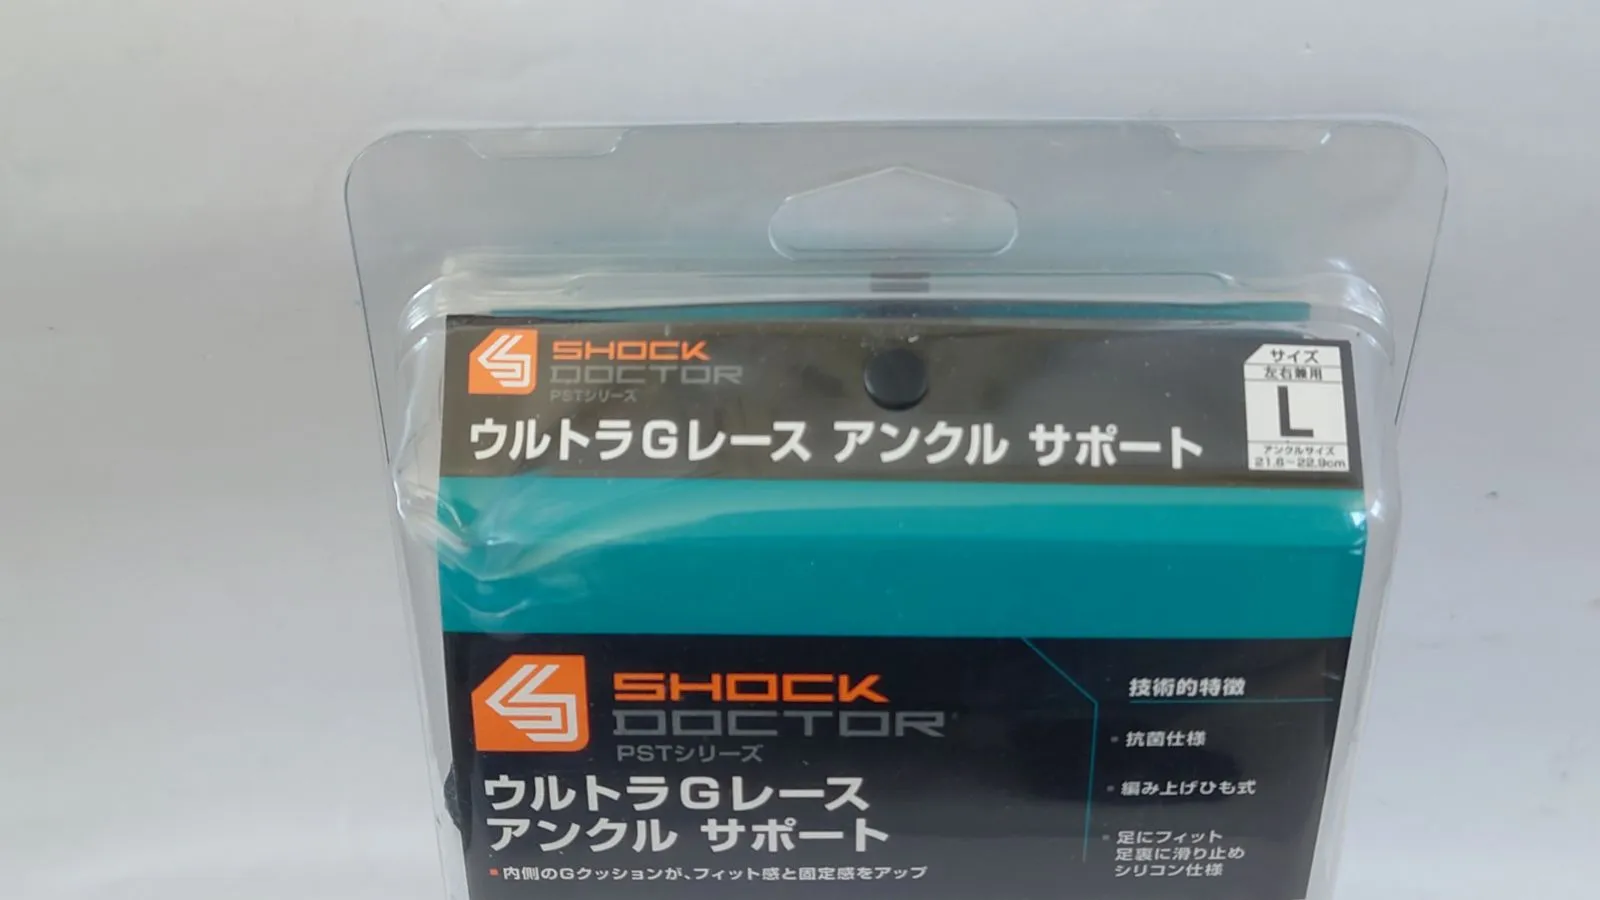 SHOCK
DOCTOR
PSTシリーズ
ウルトラGレース アンクル サポート
サイズ
左右兼用
L
アンクルサイズ
21.6~22.9cm
SHOCK
DOCTOR
PSTシリーズ
ウルトラGレース
アンクル サポート
内側のGクッションが、フィット感と固定感をアップ
技術的特徴
抗菌仕様
編み上げひも式
足にフィット
足裏に滑り止め
シリコン仕様